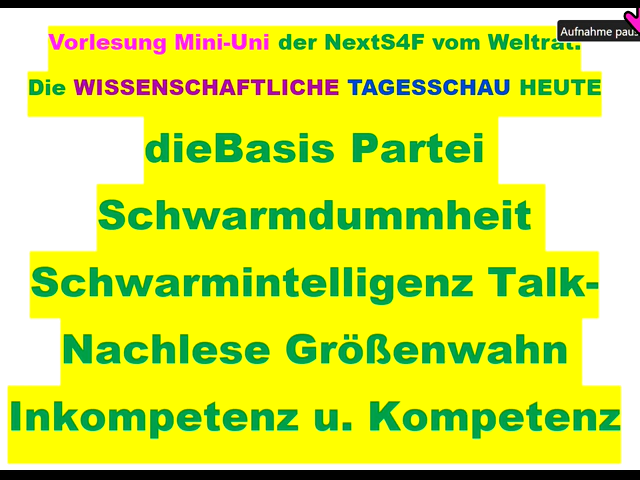 Vorlesung Mini-Uni der NextS4F vom Weltrat.
Aufnahme paus
Die WISSENSCHAFTLICHE TAGESSCHAU HEUTE
dieBasis Partei
Schwarmdummheit
Schwarmintelligenz Talk-
Nachlese Größenwahn
Inkompetenz u. Kompetenz